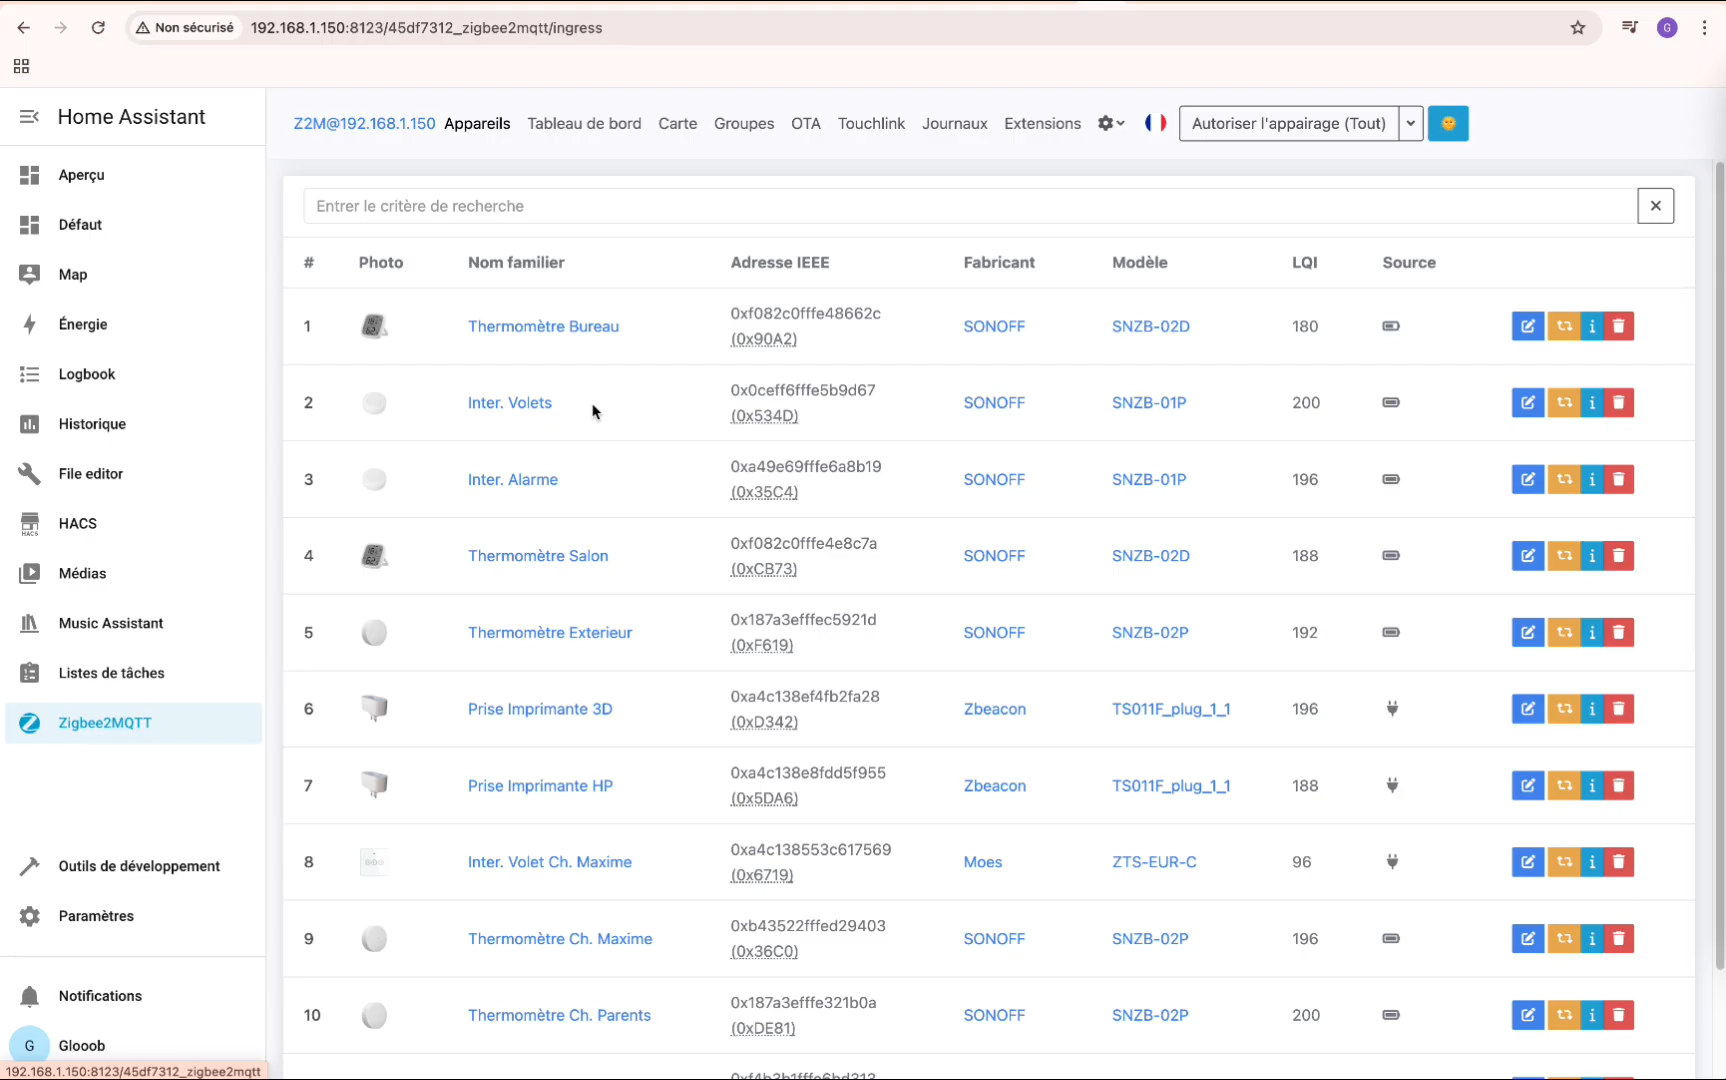 Non sécurisé 192.168.1.150:8123/45df7312_zigbee2mqtt/ingress
G
Home Assistant
Aperçu
Défaut
Map
Énergie
Logbook
Historique
File editor
HACS
HACS
Médias
Music Assistant
Listes de tâches
Zigbee2MQTT
Outils de développement
Paramètres
Notifications
G Glooob
192.168.1.150:8123/45df7312_zigbee2mqtt
Z2M@192.168.1.150 Appareils Tableau de bord Carte Groupes OTA Touchlink Journaux Extensions Autoriser l'appairage (Tout)
Entrer le critère de recherche
# Photo Nom familier Adresse IEEE Fabricant Modèle LQI Source
1 Thermomètre Bureau 0xf082c0fffe48662c SONOFF SNZB-02D 180
(0x90A2)
2 Inter. Volets 0x0ceff6fffe5b9d67 SONOFF SNZB-01P 200
(0x534D)
3 Inter. Alarme 0xa49e69fffe6a8b19 SONOFF SNZB-01P 196
(0x35C4)
4 Thermomètre Salon 0xf082c0fffe4e8c7a SONOFF SNZB-02D 188
(0xCB73)
5 Thermomètre Exterieur 0x187a3efffec5921d SONOFF SNZB-02P 192
(0xF619)
6 Prise Imprimante 3D 0xa4c138ef4fb2fa28 Zbeacon TS011F_plug_1_1 196
(0xD342)
7 Prise Imprimante HP 0xa4c138e8fdd5f955 Zbeacon TS011F_plug_1_1 188
(0x5DA6)
8 Inter. Volet Ch. Maxime 0xa4c138553c617569 Moes ZTS-EUR-C 96
(0x6719)
9 Thermomètre Ch. Maxime 0xb43522fffed29403 SONOFF SNZB-02P 196
(0x36C0)
10 Thermomètre Ch. Parents 0x187a3efffe321b0a SONOFF SNZB-02P 200
(0xDE81)